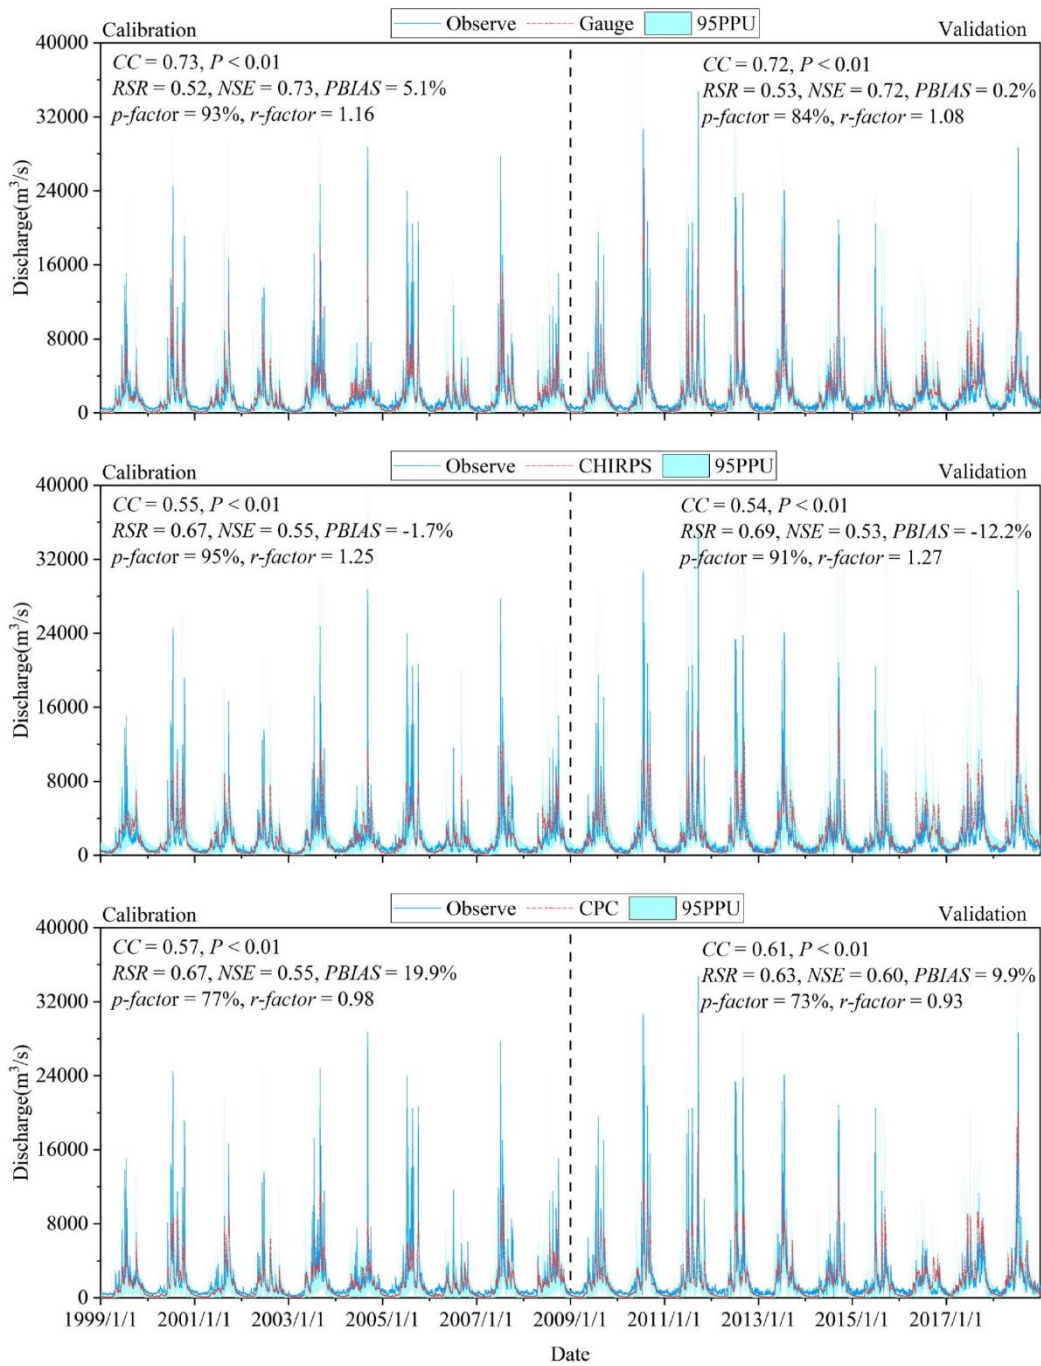 Calibration
Observe Gauge 95PPU
Validation
40000
32000
24000
16000
8000
0
Discharge(m³/s)
CC = 0.73, P < 0.01
RSR = 0.52, NSE = 0.73, PBIAS = 5.1%
p-factor = 93%, r-factor = 1.16
CC = 0.72, P < 0.01
RSR = 0.53, NSE = 0.72, PBIAS = 0.2%
p-factor = 84%, r-factor = 1.08
Calibration
Observe CHIRPS 95PPU
Validation
40000
32000
24000
16000
8000
0
Discharge(m³/s)
CC = 0.55, P < 0.01
RSR = 0.67, NSE = 0.55, PBIAS = -1.7%
p-factor = 95%, r-factor = 1.25
CC = 0.54, P < 0.01
RSR = 0.69, NSE = 0.53, PBIAS = -12.2%
p-factor = 91%, r-factor = 1.27
Calibration
Observe CPC 95PPU
Validation
40000
32000
24000
16000
8000
0
Discharge(m³/s)
CC = 0.57, P < 0.01
RSR = 0.67, NSE = 0.55, PBIAS = 19.9%
p-factor = 77%, r-factor = 0.98
CC = 0.61, P < 0.01
RSR = 0.63, NSE = 0.60, PBIAS = 9.9%
p-factor = 73%, r-factor = 0.93
1999/1/1 2001/1/1 2003/1/1 2005/1/1 2007/1/1 2009/1/1 2011/1/1 2013/1/1 2015/1/1 2017/1/1
Date